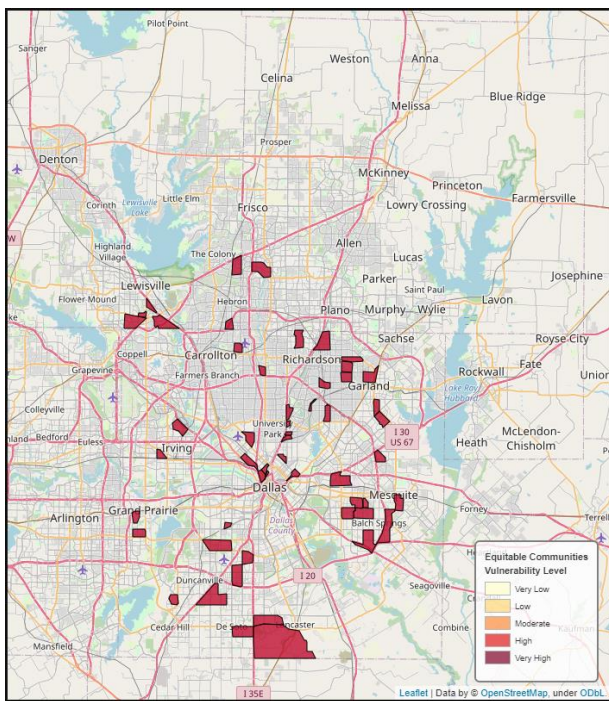 Pilot Point
Sanger
Weston
Anna
Celina
Blue Ridge
Melissa
Prosper
Denton
McKinney
Princeton
Corinth
Lewisville Lake
Little Elm
Frisco
Lowry Crossing
Farmersville
Highland Village
Allen
The Colony
Lucas
Parker
Josephine
Lewisville
Saint Paul
Flower Mound
Hebron
Plano
Murphy
Wylie
Lavon
Sachse
Royse City
Coppell
Carrollton
Richardson
Fate
Grapevine
Rockwall
Farmers Branch
Garland
Lake Ray Hubbard
Colleyville
University Park
I 30
US 67
McLendon-Chisholm
Bedford
Euless
Irving
Heath
Dallas
Mesquite
Forney
Arlington
Grand Prairie
Dallas County
Balch Springs
I 20
Duncanville
Seagoville
Cedar Hill
De Soto
Combine
Mansfield
I 35E
Equitable Communities
Vulnerability Level
Very Low
Low
Moderate
High
Very High
Leaflet | Data by © OpenStreetMap, under ODbL.